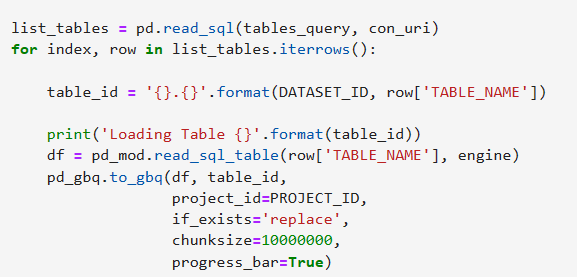 list_tables = pd.read_sql(tables_query, con_uri)
for index, row in list_tables.iterrows():
table_id = '{}.{}'.format(DATASET_ID, row['TABLE_NAME'])
print('Loading Table {}'.format(table_id))
df = pd_mod.read_sql_table(row['TABLE_NAME'], engine)
pd_gbq.to_gbq(df, table_id,
project_id=PROJECT_ID,
if_exists='replace',
chunksize=10000000,
progress_bar=True)